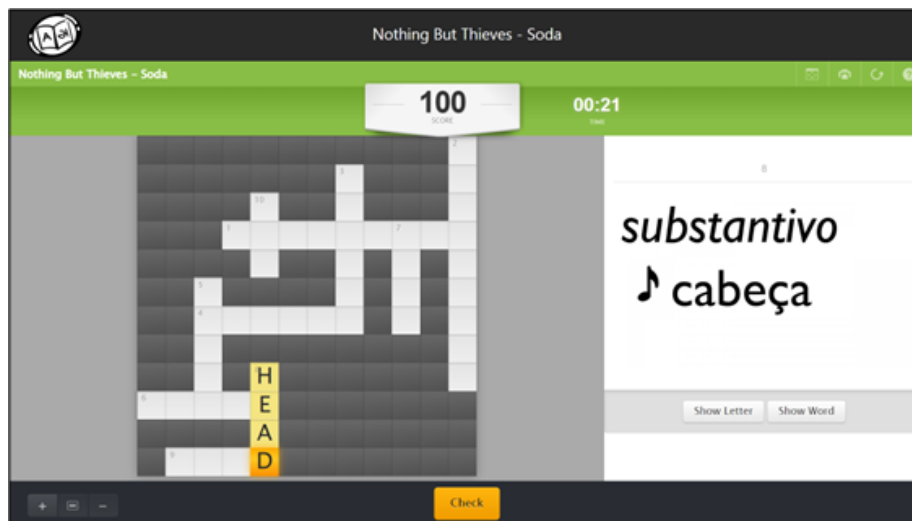 Nothing But Thieves - Soda
Nothing But Thieves - Soda
100
SCORE
00:21
TIME
2
3
8
10
1
7
substantivo
♪ cabeça
5
4
H
6
E
Show Letter Show Word
A
9
D
+ − Check